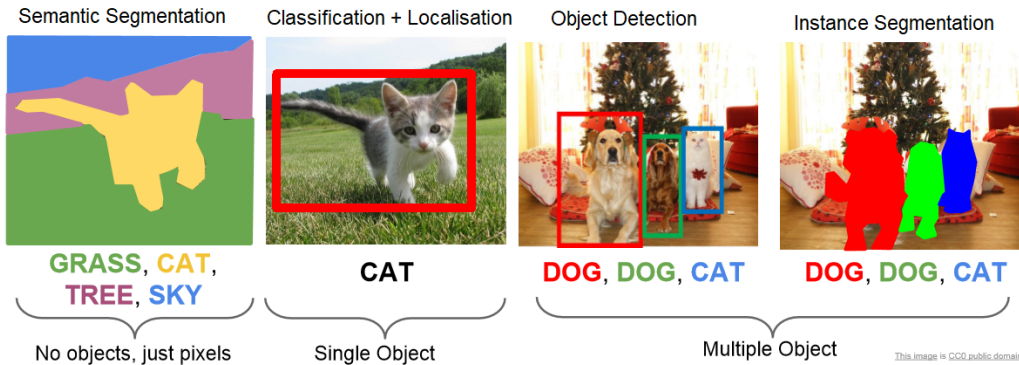 Semantic Segmentation
Classification + Localisation
Object Detection
Instance Segmentation
GRASS, CAT,
TREE, SKY
CAT
DOG, DOG, CAT
DOG, DOG, CAT
No objects, just pixels
Single Object
Multiple Object
This image is CC0 public domain